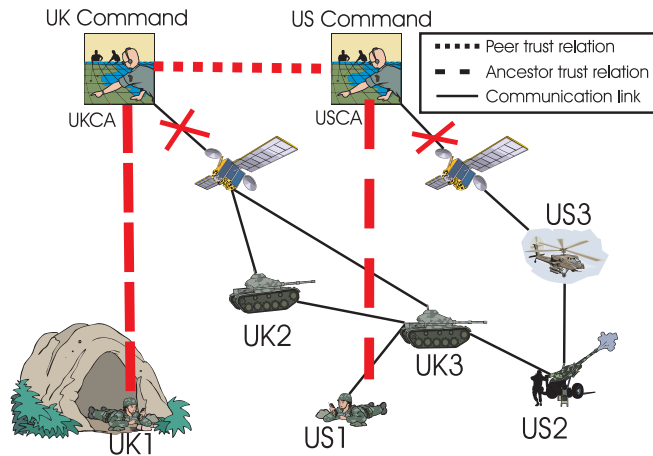 UK Command
US Command
Peer trust relation
Ancestor trust relation
Communication link
UKCA
USCA
US3
UK2
UK3
UK1
US1
US2